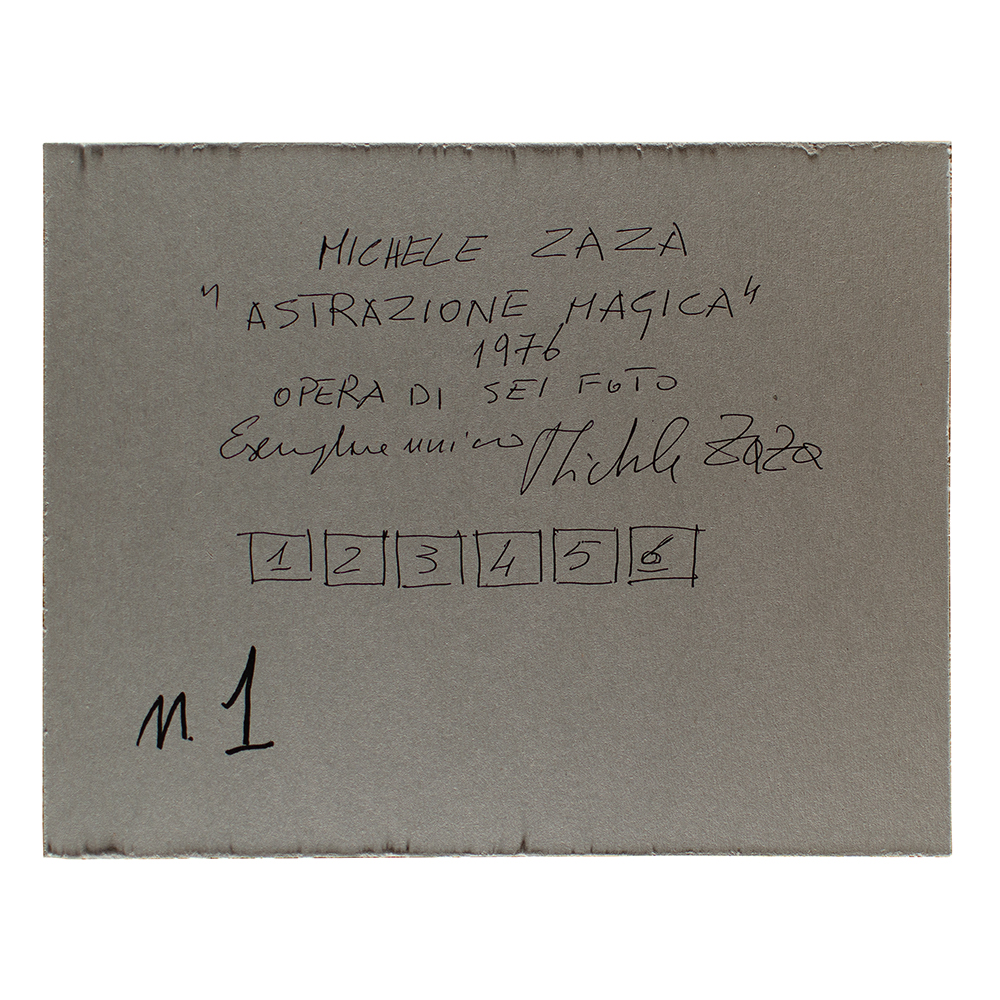 MICHELE ZAZA
"ASTRAZIONE MAGICA"
1976
OPERA DI SEI FOTO
Esemplare unico Michele Zaza
1 2 3 4 5 6
n. 1